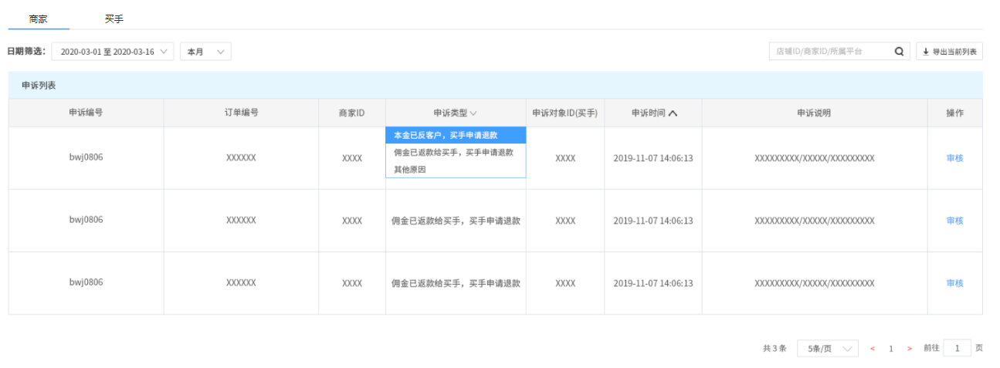 商家 买手
日期筛选： 2020-03-01 至 2020-03-16 本月 店铺ID/商家ID/所属平台 导出当前列表
申诉列表
申诉编号 订单编号 商家ID 申诉类型 申诉对象ID(买手) 申诉时间 申诉说明 操作
本金已反客户，买手申请退款
佣金已返款给买手，买手申请退款
其他原因
bwj0806 XXXXXX XXXX XXXX 2019-11-07 14:06:13 XXXXXXXXX/XXXXX/XXXXXXXXX 审核
bwj0806 XXXXXX XXXX 佣金已返款给买手，买手申请退款 XXXX 2019-11-07 14:06:13 XXXXXXXXX/XXXXX/XXXXXXXXX 审核
bwj0806 XXXXXX XXXX 佣金已返款给买手，买手申请退款 XXXX 2019-11-07 14:06:13 XXXXXXXXX/XXXXX/XXXXXXXXX 审核
共 3 条 5条/页 < 1 > 前往 1 页